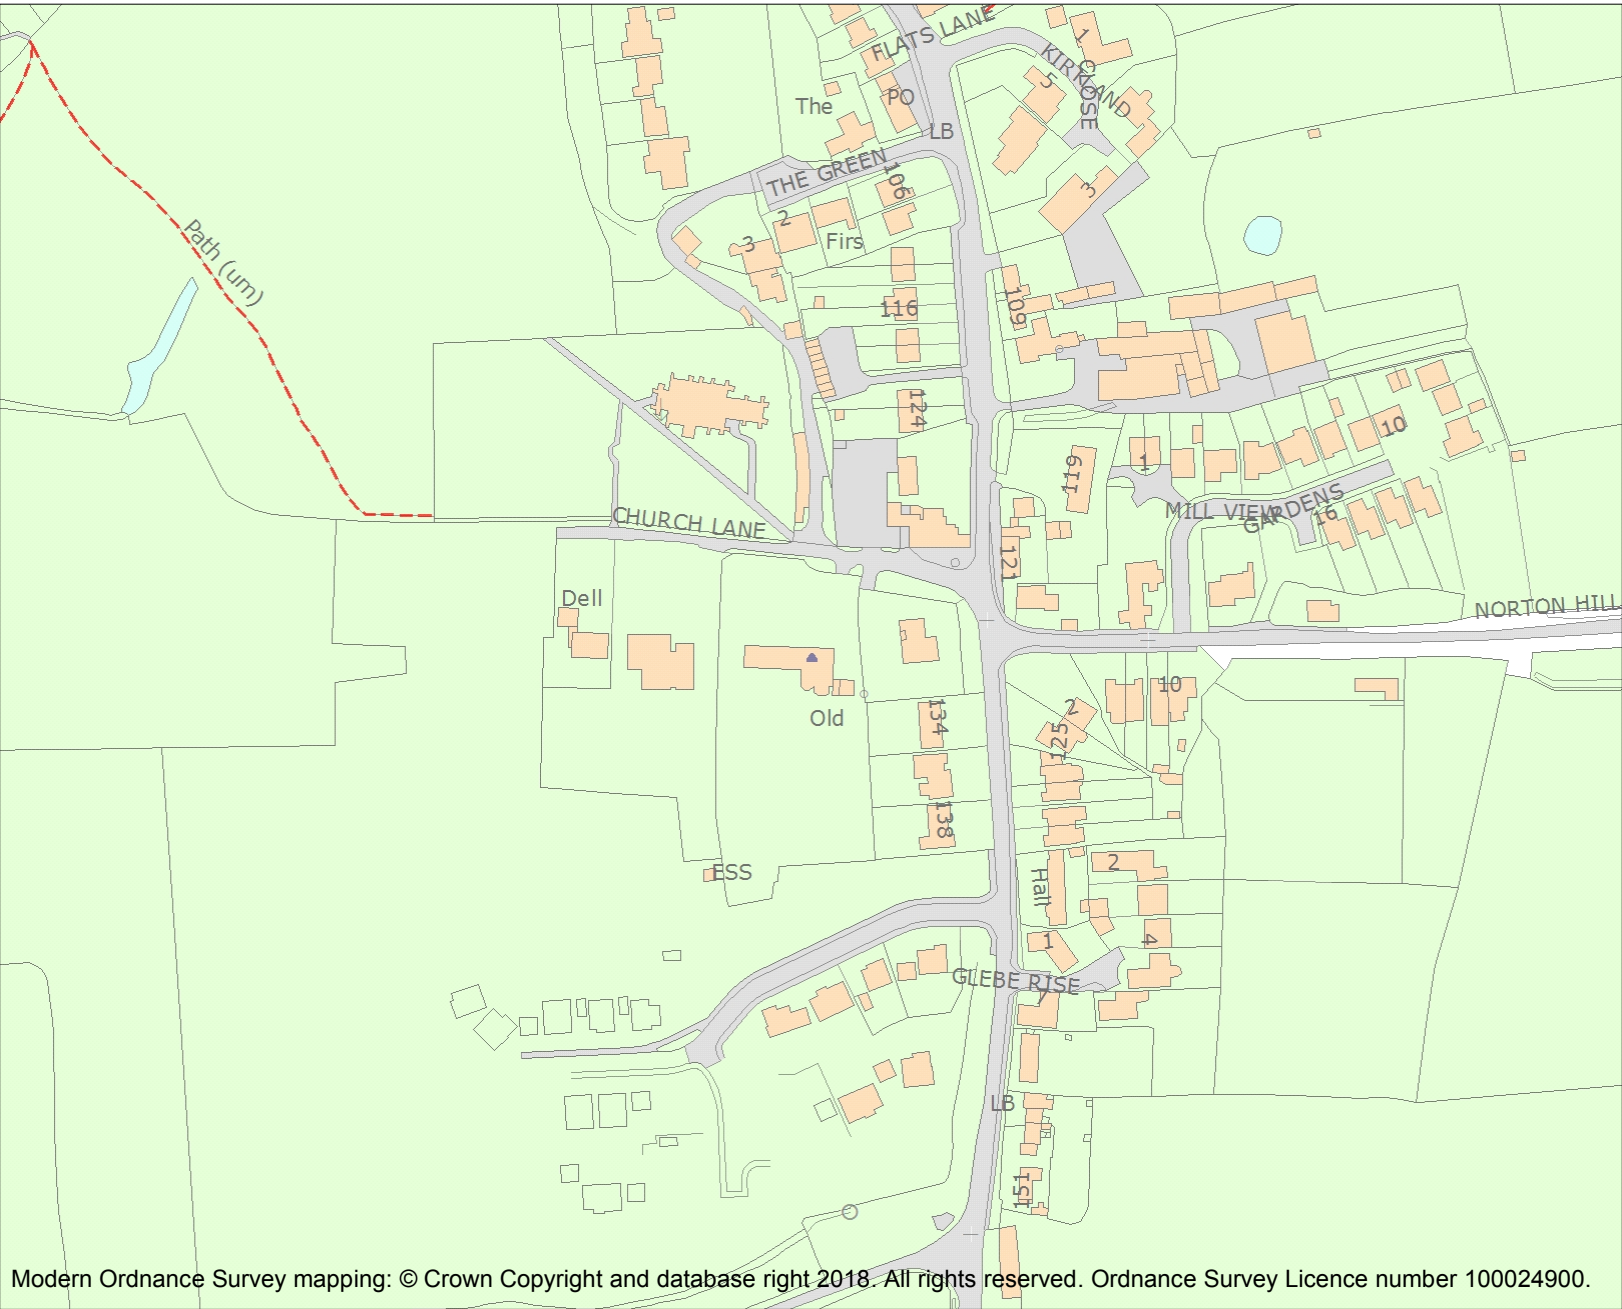 FLATS LANE
1
KIRKLAND
CLOSE
5
The
PO
LB
THE GREEN
106
3
2
3
Firs
Path (um)
116
109
124
10
119
1
MILL VIEW
GARDENS
16
CHURCH LANE
121
Dell
NORTON HILL
10
2
134
Old
125
138
ESS
2
Hall
1
4
GLEBE RISE
7
LB
151
Modern Ordnance Survey mapping: © Crown Copyright and database right 2018. All rights reserved. Ordnance Survey Licence number 100024900.